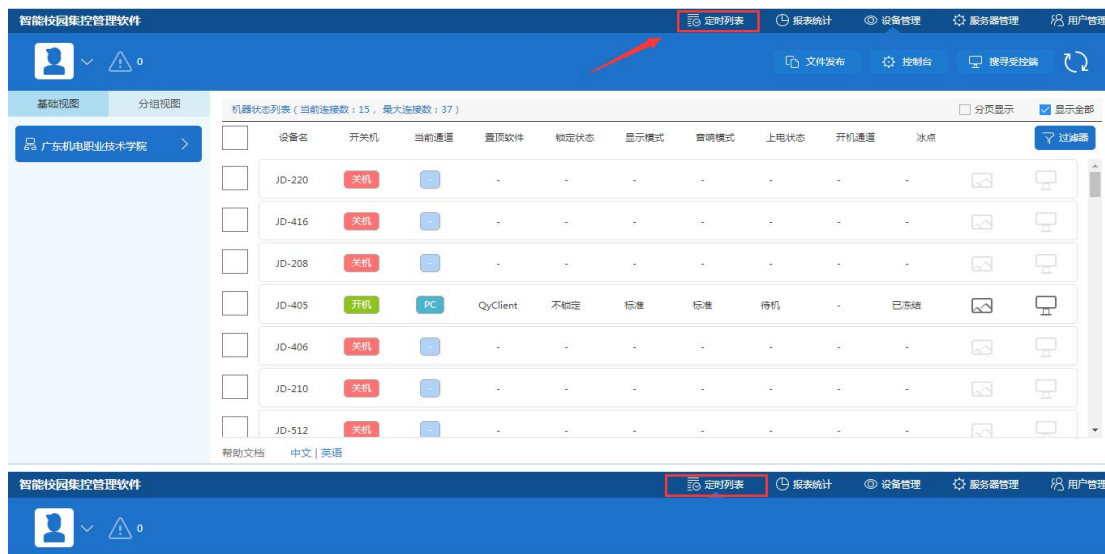 智能校园集控管理软件 定时列表 报表统计 设备管理 服务器管理 用户管理
0 文件发布 控制台 搜寻受控端
基础视图 分组视图 机器状态列表(当前连接数:15, 最大连接数:37) 分页显示 显示全部
广东机电职业技术学院 设备名 开关机 当前通道 置顶软件 锁定状态 显示模式 音响模式 上电状态 开机通道 冰点 过滤器
JD-220 关机 - - - - - - - - -
JD-416 关机 - - - - - - - - -
JD-208 关机 - - - - - - - - -
JD-405 开机 PC QyClient 不锁定 标准 标准 待机 - 已冻结
JD-406 关机 - - - - - - - - -
JD-210 关机 - - - - - - - - -
JD-512 关机 - - - - - - - - -
帮助文档 中文 | 英语
智能校园集控管理软件 定时列表 报表统计 设备管理 服务器管理 用户管理
0